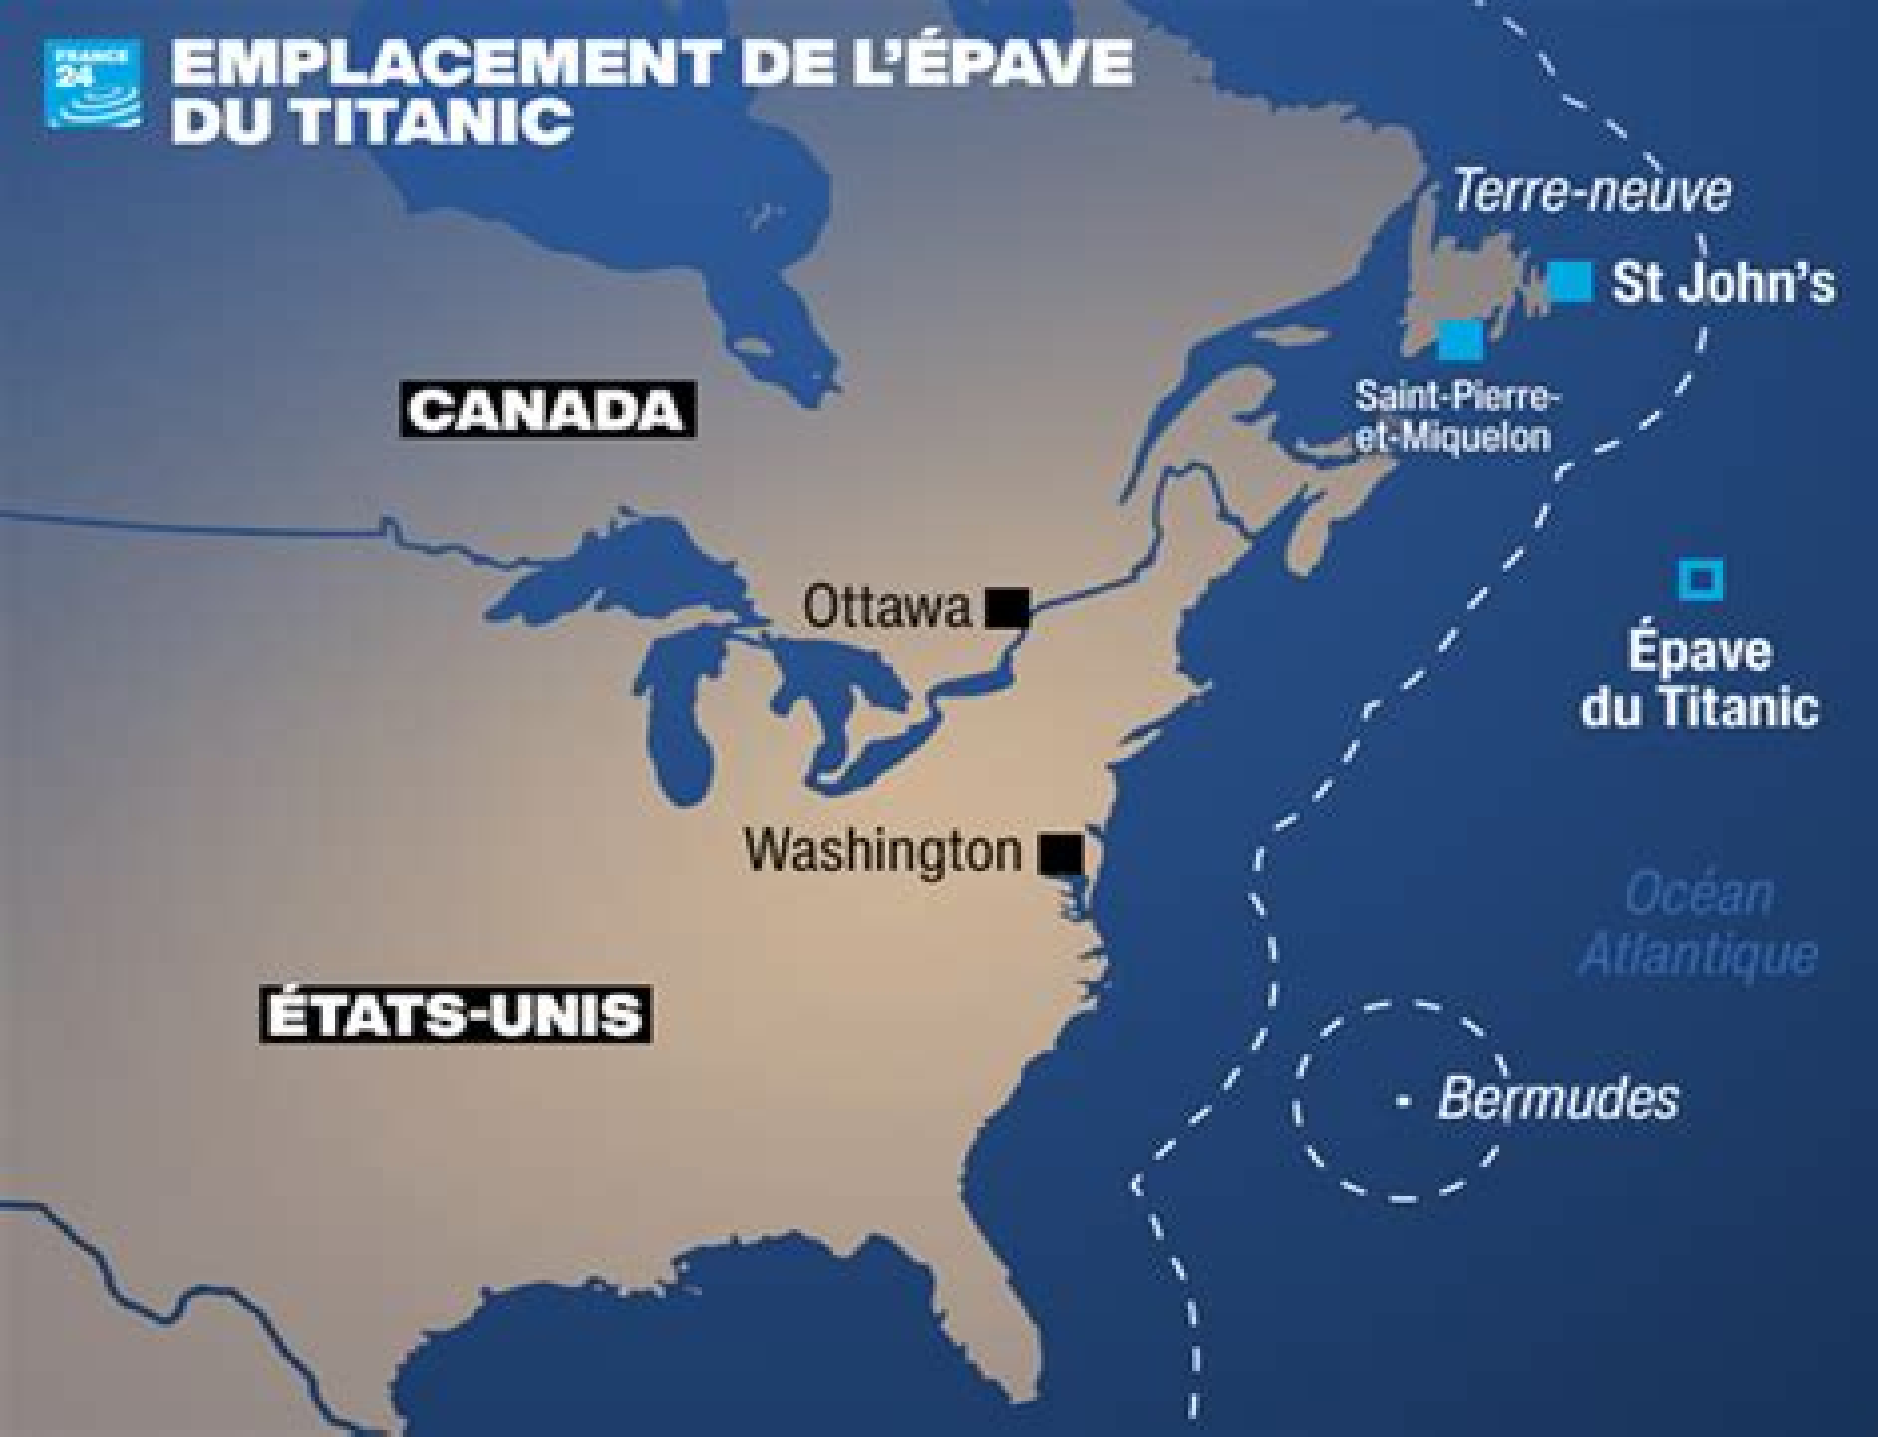 FRANCE
24
EMPLACEMENT DE L'ÉPAVE
DU TITANIC
Terre-neuve
St John's
Saint-Pierre-
et-Miquelon
CANADA
Ottawa
Épave
du Titanic
Washington
Océan
Atlantique
ÉTATS-UNIS
Bermudes